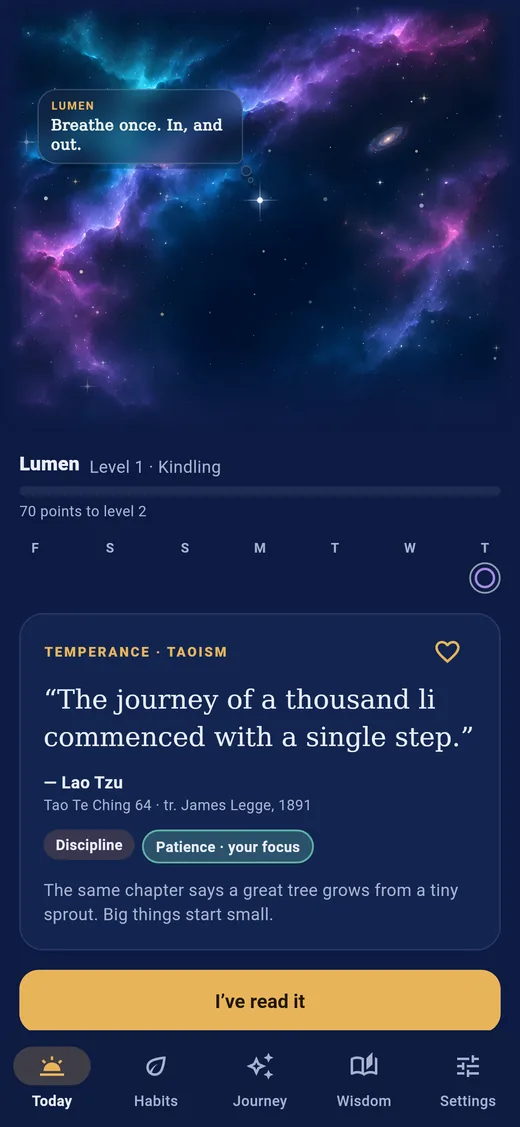 LUMEN
Breathe once. In, and
out.
Lumen Level 1 · Kindling
70 points to level 2
F S S M T W T
TEMPERANCE · TAOISM
“The journey of a thousand li
commenced with a single step.”
— Lao Tzu
Tao Te Ching 64 · tr. James Legge, 1891
Discipline Patience · your focus
The same chapter says a great tree grows from a tiny
sprout. Big things start small.
I’ve read it
Today Habits Journey Wisdom Settings